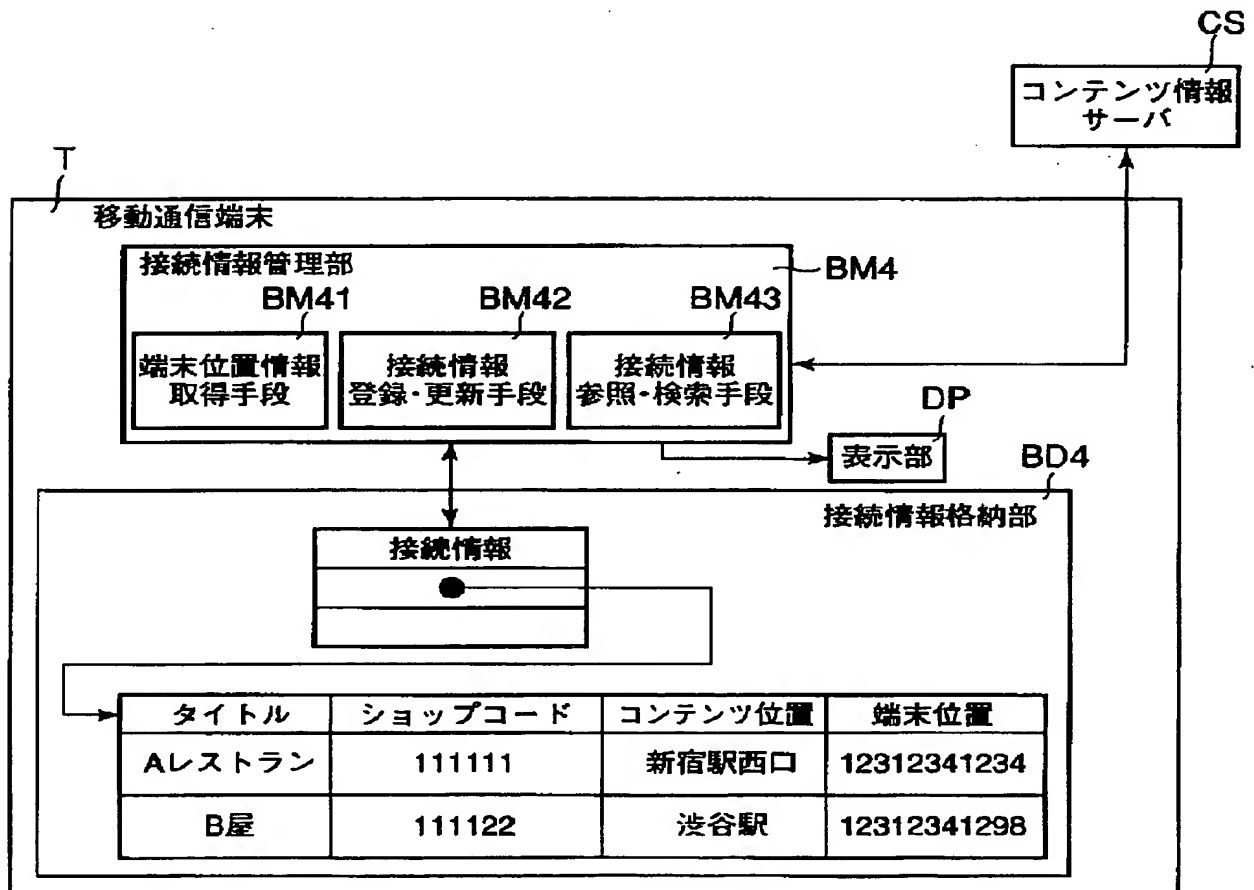 CS
コンテンツ情報
サーバ
T
移動通信端末
接続情報管理部
BM4
BM41
BM42
BM43
端末位置情報
取得手段
接続情報
登録・更新手段
接続情報
参照・検索手段
DP
表示部
BD4
接続情報格納部
接続情報
タイトル ショップコード コンテンツ位置 端末位置
Aレストラン 111111 新宿駅西口 12312341234
B屋 111122 渋谷駅 12312341298